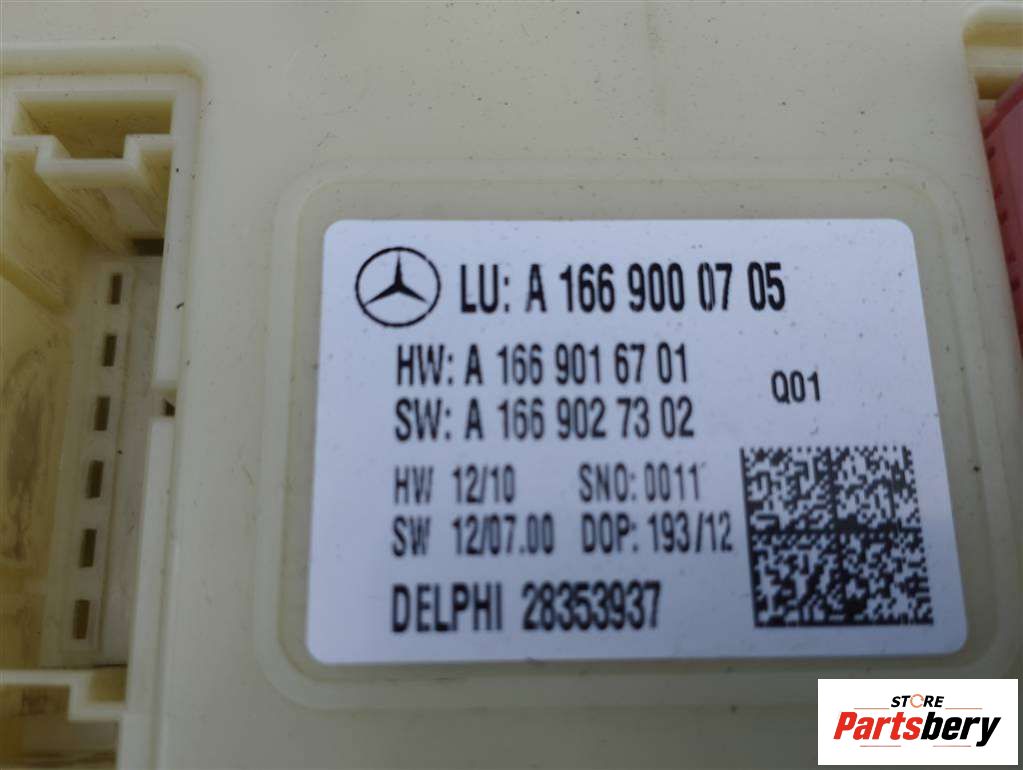 LU: A 166 900 07 05
HW: A 166 901 67 01
SW: A 166 902 73 02
Q01
HW 12/10 SNO: 0011
SW 12/07.00 DOP: 193/12
DELPHI 28353937
STORE
Partsbery